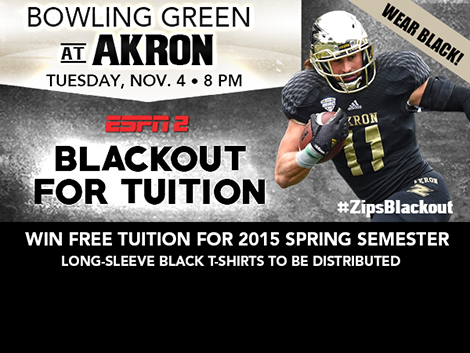 BOWLING GREEN
AT AKRON
TUESDAY, NOV. 4 • 8 PM
WEAR BLACK!
ESPN2
BLACKOUT
FOR TUITION
AKRON
11
AKRON
#ZipsBlackout
WIN FREE TUITION FOR 2015 SPRING SEMESTER
LONG-SLEEVE BLACK T-SHIRTS TO BE DISTRIBUTED